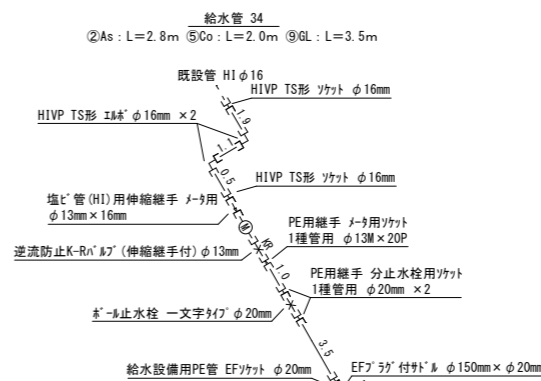 給水管 34
②As : L=2.8m ⑤Co : L=2.0m ⑨GL : L=3.5m
既設管 HIφ16
HIVP TS形 ソケット φ16mm
HIVP TS形 エルボ φ16mm ×2
1.9
1.1
0.5
HIVP TS形 ソケット φ16mm
塩ビ管(HI)用伸縮継手 メータ用
φ13mm×16mm
M
PE用継手 メータ用ソケット
1種管用 φ13M×20P
KR
逆流防止K-Rバルブ(伸縮継手付)φ13mm
1.0
PE用継手 分止水栓用ソケット
1種管用 φ20mm ×2
ボール止水栓 一文字タイプ φ20mm
3.5
給水設備用PE管 EFソケット φ20mm
EFプラグ付サドル φ150mm×φ20mm